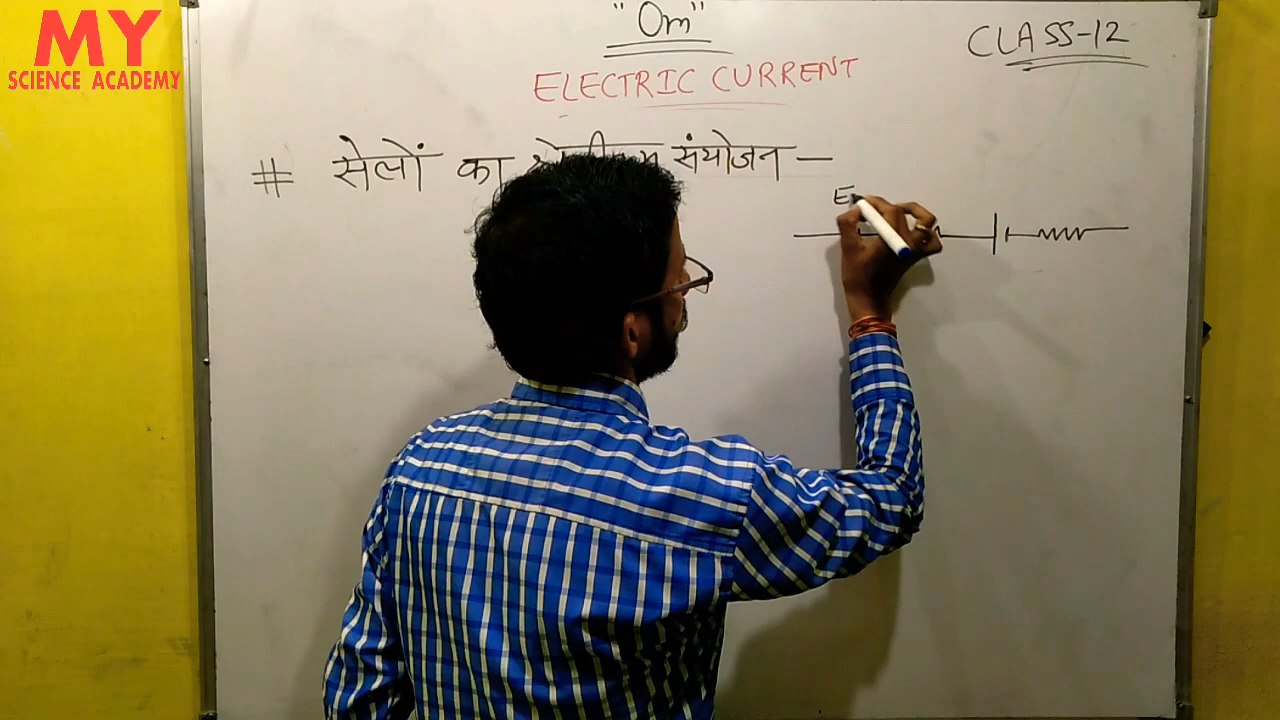 MY
SCIENCE ACADEMY
"Om"
CLASS-12
ELECTRIC CURRENT
# सेलों का संयोजन —
E